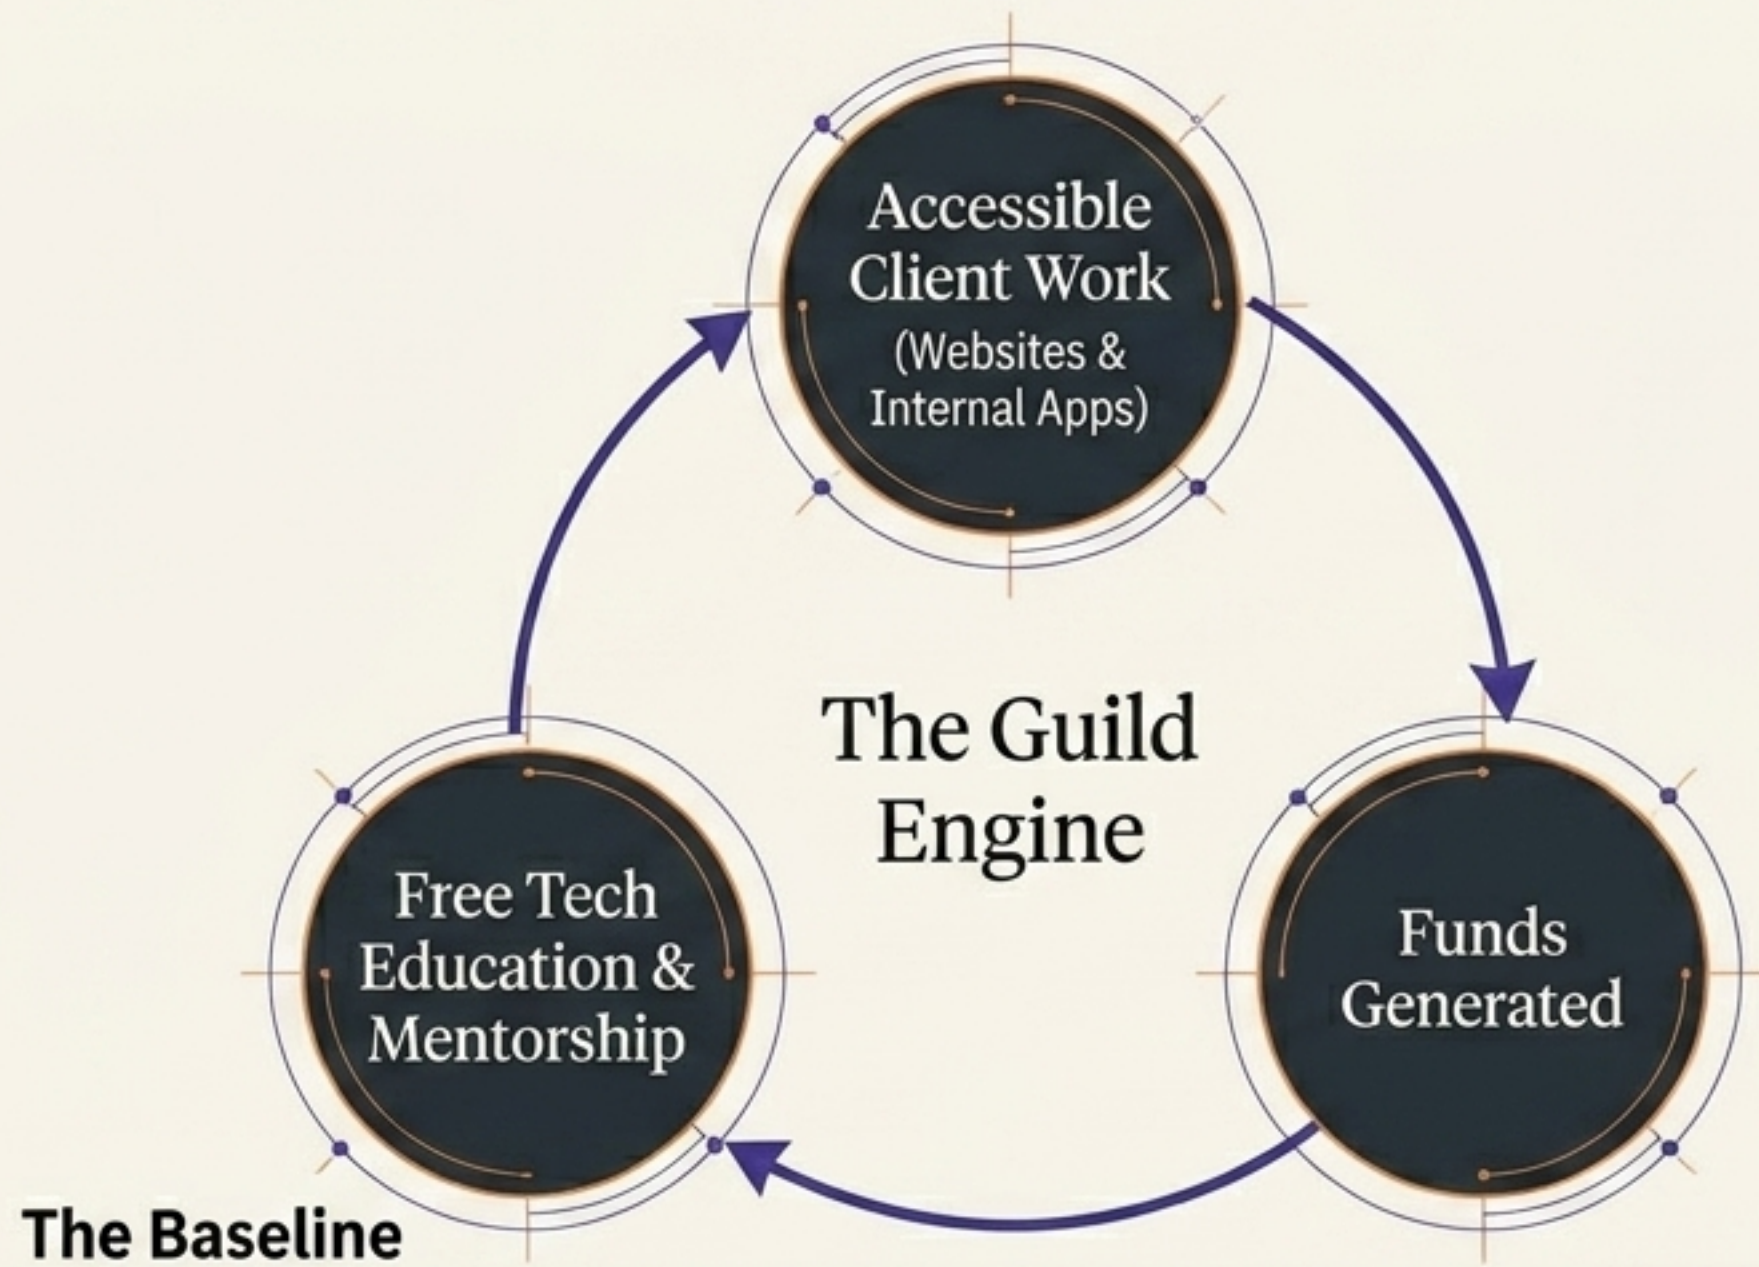 Accessible
Client Work
(Websites &
Internal Apps)
The Guild
Engine
Free Tech
Education &
Mentorship
Funds
Generated
The Baseline